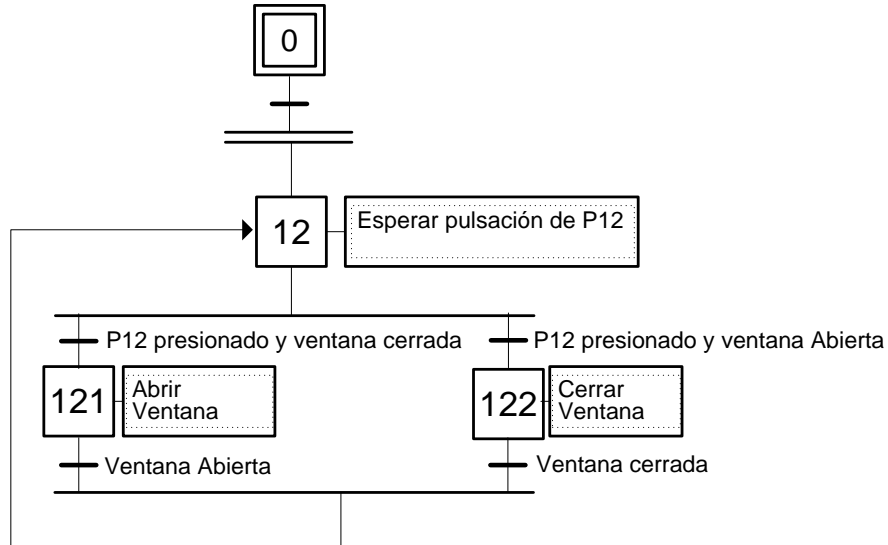 0
12
Esperar pulsación de P12
P12 presionado y ventana cerrada
P12 presionado y ventana Abierta
121
Abrir
Ventana
122
Cerrar
Ventana
Ventana Abierta
Ventana cerrada